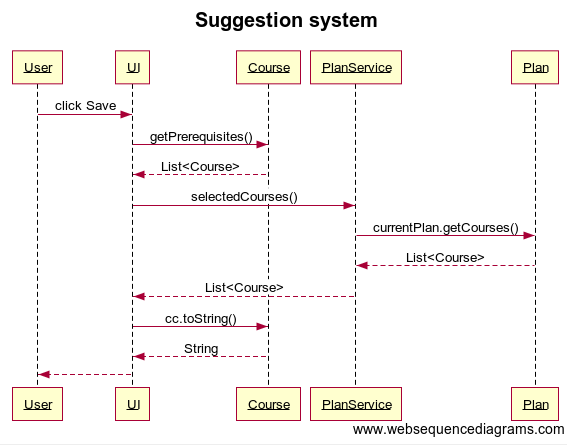 Suggestion system
User UI Course PlanService Plan
click Save
getPrerequisites()
List<Course>
selectedCourses()
currentPlan.getCourses()
List<Course>
List<Course>
cc.toString()
String
User UI Course PlanService Plan
www.websequencediagrams.com